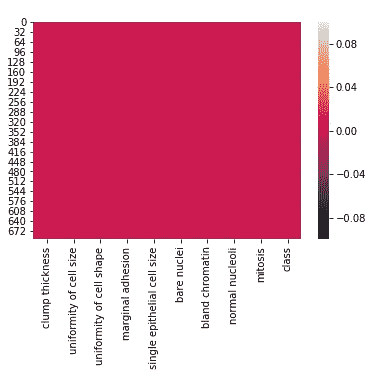 0
32
64
96
128
160
192
224
256
288
320
352
384
416
448
480
512
544
576
608
640
672
0.08
0.04
0.00
−0.04
−0.08
clump thickness
uniformity of cell size
uniformity of cell shape
marginal adhesion
single epithelial cell size
bare nuclei
bland chromatin
normal nucleoli
mitosis
class